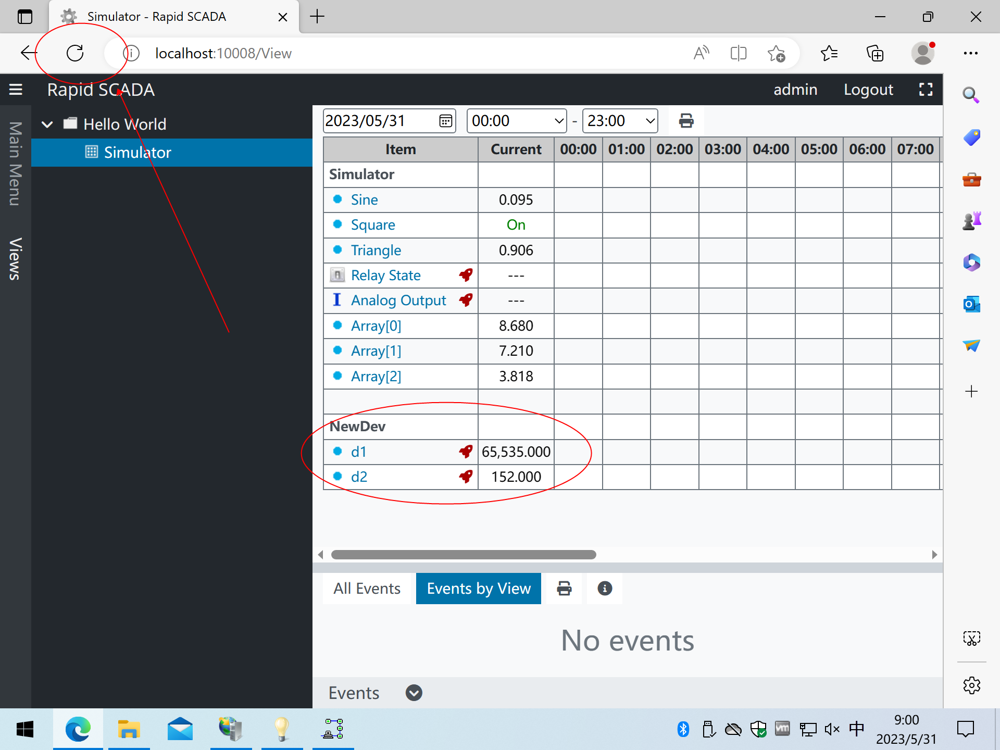 Simulator - Rapid SCADA
localhost:10008/View
Rapid SCADA
admin Logout
Main Menu
Views
Hello World
Simulator
2023/05/31 00:00 - 23:00
Item Current 00:00 01:00 02:00 03:00 04:00 05:00 06:00 07:00
Simulator
Sine 0.095
Square On
Triangle 0.906
Relay State ---
Analog Output ---
Array[0] 8.680
Array[1] 7.210
Array[2] 3.818
NewDev
d1 65,535.000
d2 152.000
All Events Events by View
No events
Events
中
9:00
2023/5/31